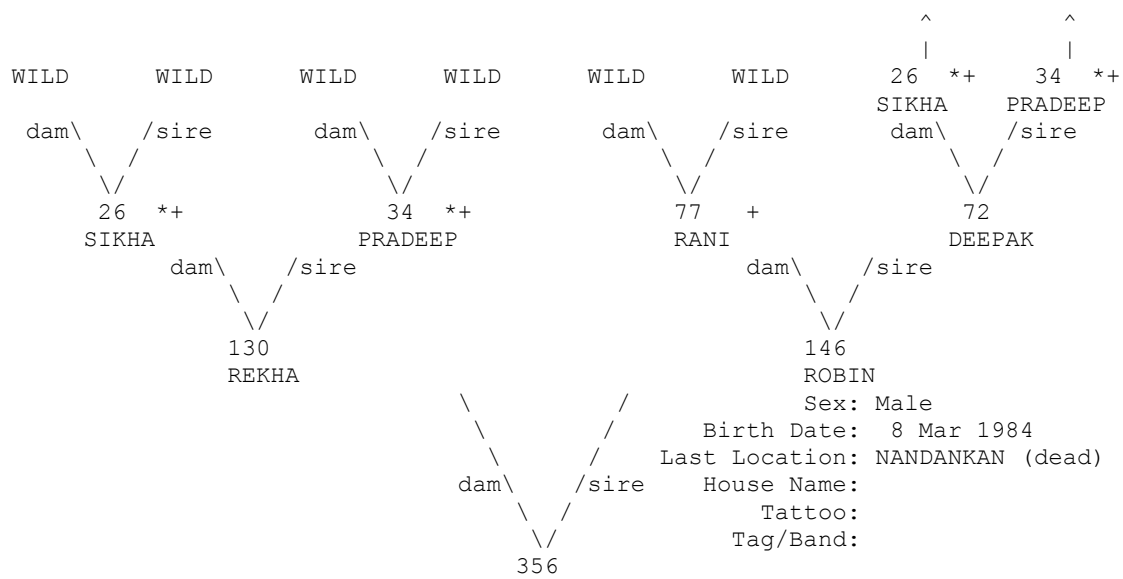 ^ ^
| |
WILD WILD WILD WILD WILD WILD 26 *+ 34 *+
SIKHA PRADEEP
dam\ /sire dam\ /sire dam\ /sire dam\ /sire
\ / \ / \ / \ /
\/ \/ \/ \/
26 *+ 34 *+ 77 + 72
SIKHA PRADEEP RANI DEEPAK
dam\ /sire dam\ /sire
\ / \ /
\/ \/
130 146
REKHA ROBIN
\ / Sex: Male
\ / Birth Date: 8 Mar 1984
\ / Last Location: NANDANKAN (dead)
dam\ /sire House Name:
\ / Tattoo:
\/ Tag/Band:
356